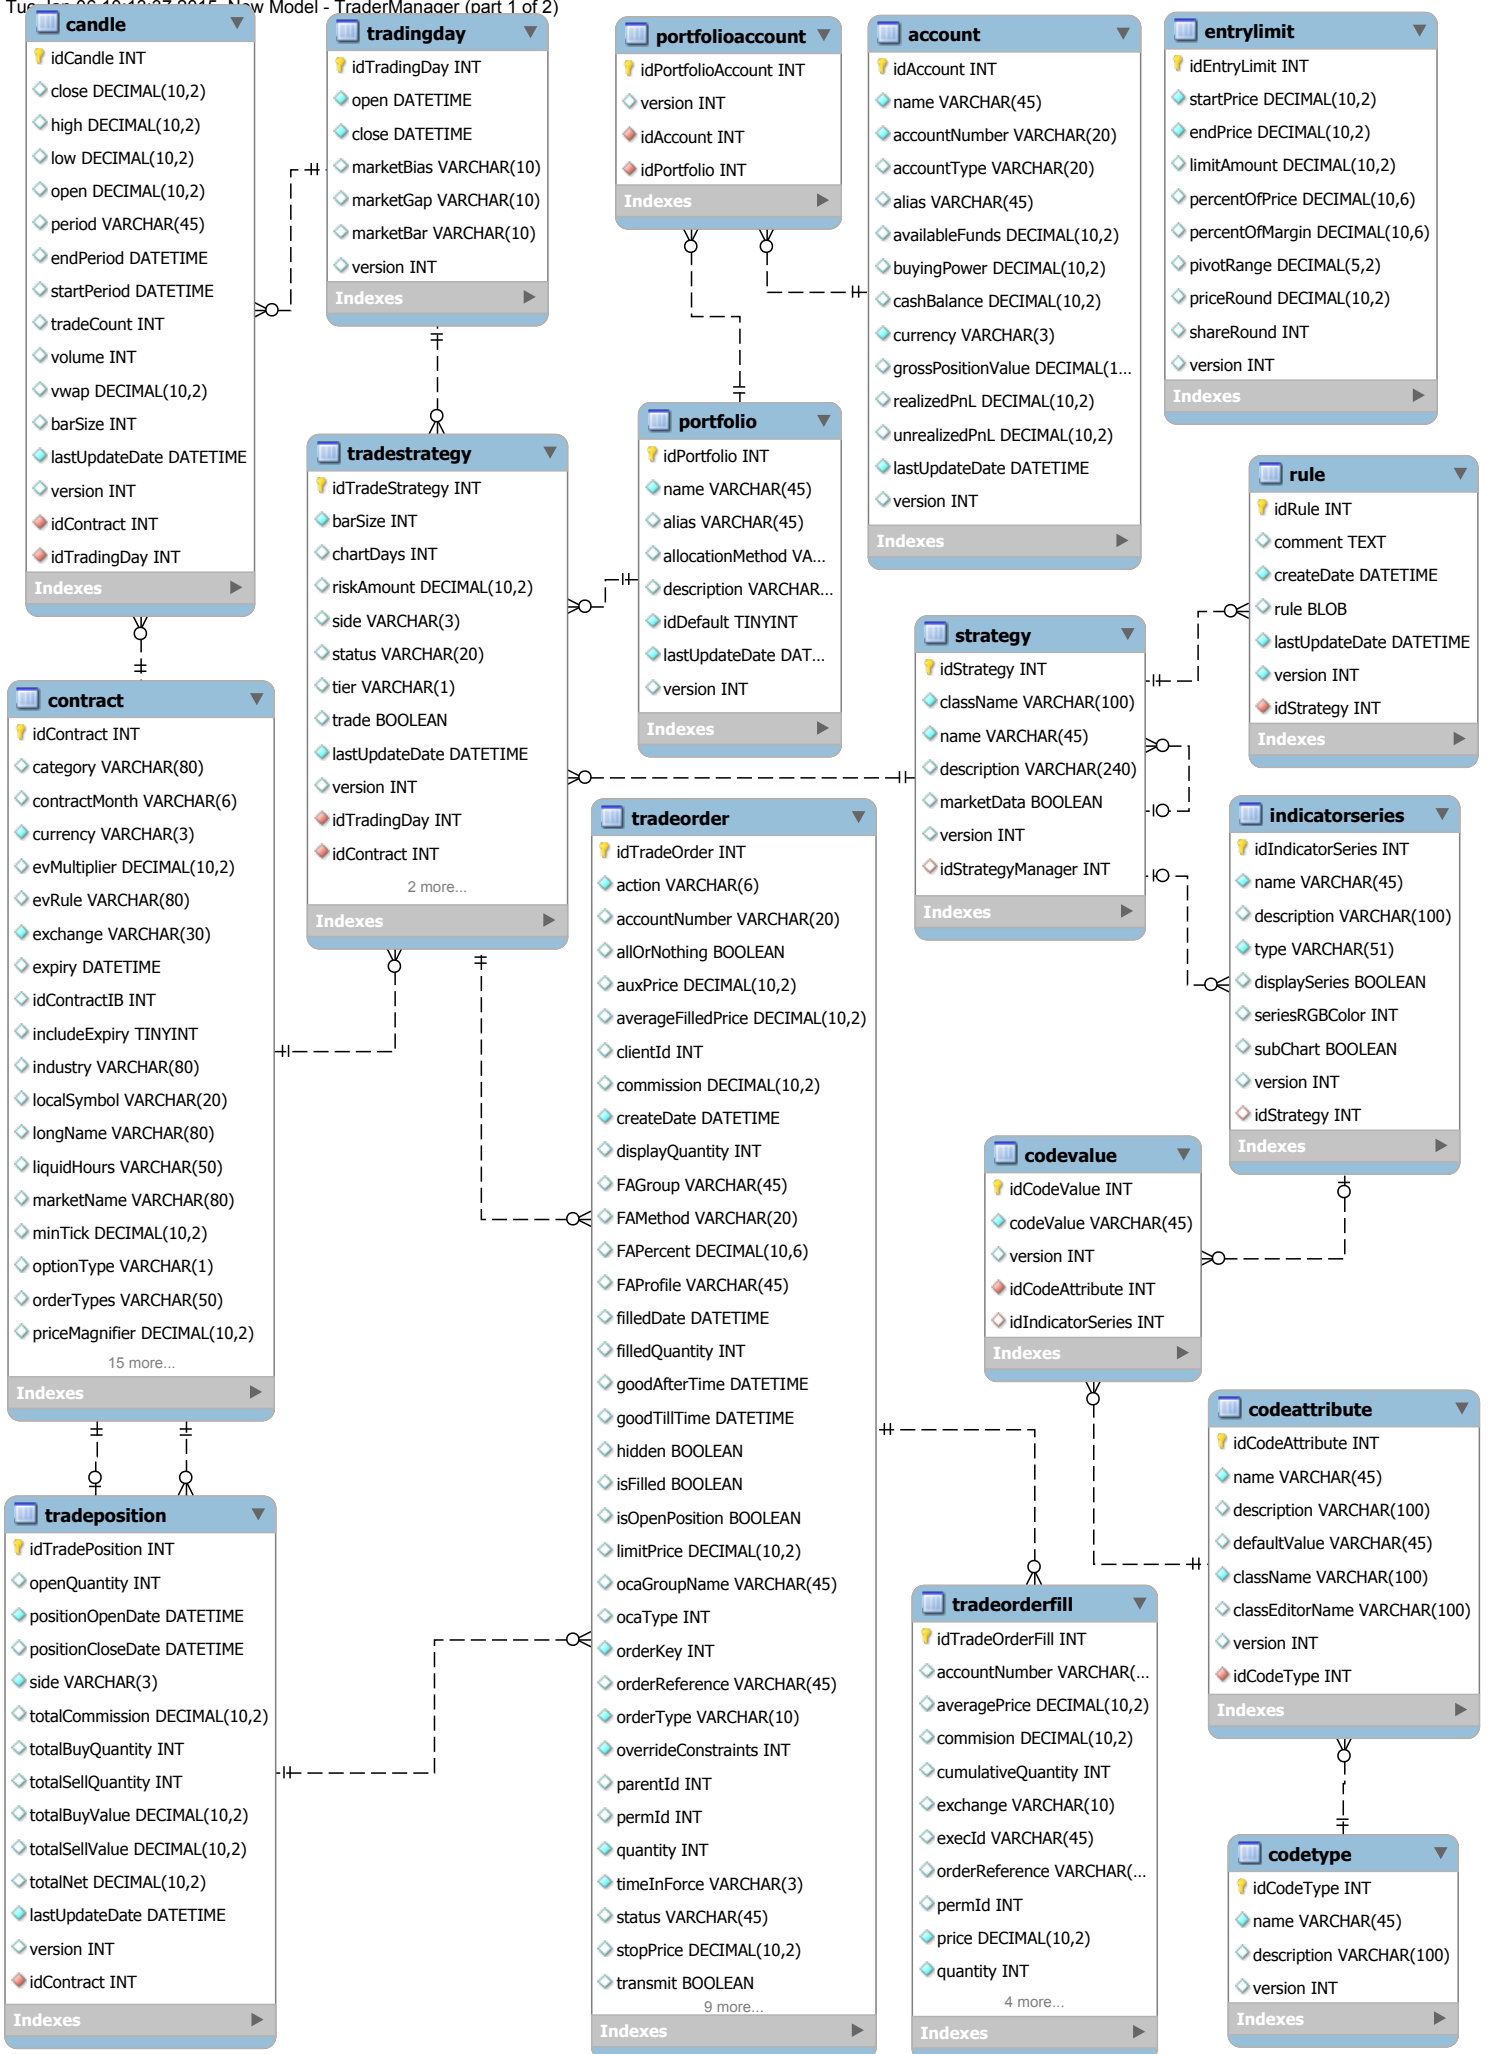 New Model - TraderManager (part 1 of 2)
candle
idCandle INT
close DECIMAL(10,2)
high DECIMAL(10,2)
low DECIMAL(10,2)
open DECIMAL(10,2)
period VARCHAR(45)
endPeriod DATETIME
startPeriod DATETIME
tradeCount INT
volume INT
vwap DECIMAL(10,2)
barSize INT
lastUpdateDate DATETIME
version INT
idContract INT
idTradingDay INT
Indexes
tradingday
idTradingDay INT
open DATETIME
close DATETIME
marketBias VARCHAR(10)
marketGap VARCHAR(10)
marketBar VARCHAR(10)
version INT
Indexes
portfolioaccount
idPortfolioAccount INT
version INT
idAccount INT
idPortfolio INT
Indexes
account
idAccount INT
name VARCHAR(45)
accountNumber VARCHAR(20)
accountType VARCHAR(20)
alias VARCHAR(45)
availableFunds DECIMAL(10,2)
buyingPower DECIMAL(10,2)
cashBalance DECIMAL(10,2)
currency VARCHAR(3)
grossPositionValue DECIMAL(1...
realizedPnL DECIMAL(10,2)
unrealizedPnL DECIMAL(10,2)
lastUpdateDate DATETIME
version INT
Indexes
entrylimit
idEntryLimit INT
startPrice DECIMAL(10,2)
endPrice DECIMAL(10,2)
limitAmount DECIMAL(10,2)
percentOfPrice DECIMAL(10,6)
percentOfMargin DECIMAL(10,6)
pivotRange DECIMAL(5,2)
priceRound DECIMAL(10,2)
shareRound INT
version INT
Indexes
tradestrategy
idTradeStrategy INT
barSize INT
chartDays INT
riskAmount DECIMAL(10,2)
side VARCHAR(3)
status VARCHAR(20)
tier VARCHAR(1)
trade BOOLEAN
lastUpdateDate DATETIME
version INT
idTradingDay INT
idContract INT
2 more...
Indexes
portfolio
idPortfolio INT
name VARCHAR(45)
alias VARCHAR(45)
allocationMethod VA...
description VARCHAR...
idDefault TINYINT
lastUpdateDate DAT...
version INT
Indexes
rule
idRule INT
comment TEXT
createDate DATETIME
rule BLOB
lastUpdateDate DATETIME
version INT
idStrategy INT
Indexes
strategy
idStrategy INT
className VARCHAR(100)
name VARCHAR(45)
description VARCHAR(240)
marketData BOOLEAN
version INT
idStrategyManager INT
Indexes
contract
idContract INT
category VARCHAR(80)
contractMonth VARCHAR(6)
currency VARCHAR(3)
evMultiplier DECIMAL(10,2)
evRule VARCHAR(80)
exchange VARCHAR(30)
expiry DATETIME
idContractIB INT
includeExpiry TINYINT
industry VARCHAR(80)
localSymbol VARCHAR(20)
longName VARCHAR(80)
liquidHours VARCHAR(50)
marketName VARCHAR(80)
minTick DECIMAL(10,2)
optionType VARCHAR(1)
orderTypes VARCHAR(50)
priceMagnifier DECIMAL(10,2)
15 more...
Indexes
tradeorder
idTradeOrder INT
action VARCHAR(6)
accountNumber VARCHAR(20)
allOrNothing BOOLEAN
auxPrice DECIMAL(10,2)
averageFilledPrice DECIMAL(10,2)
clientId INT
commission DECIMAL(10,2)
createDate DATETIME
displayQuantity INT
FAGroup VARCHAR(45)
FAMethod VARCHAR(20)
FAPercent DECIMAL(10,6)
FAProfile VARCHAR(45)
filledDate DATETIME
filledQuantity INT
goodAfterTime DATETIME
goodTillTime DATETIME
hidden BOOLEAN
isFilled BOOLEAN
isOpenPosition BOOLEAN
limitPrice DECIMAL(10,2)
ocaGroupName VARCHAR(45)
ocaType INT
orderKey INT
orderReference VARCHAR(45)
orderType VARCHAR(10)
overrideConstraints INT
parentId INT
permId INT
quantity INT
timeInForce VARCHAR(3)
status VARCHAR(45)
stopPrice DECIMAL(10,2)
transmit BOOLEAN
9 more...
Indexes
indicatorseries
idIndicatorSeries INT
name VARCHAR(45)
description VARCHAR(100)
type VARCHAR(51)
displaySeries BOOLEAN
seriesRGBColor INT
subChart BOOLEAN
version INT
idStrategy INT
Indexes
codevalue
idCodeValue INT
codeValue VARCHAR(45)
version INT
idCodeAttribute INT
idIndicatorSeries INT
Indexes
codeattribute
idCodeAttribute INT
name VARCHAR(45)
description VARCHAR(100)
defaultValue VARCHAR(45)
className VARCHAR(100)
classEditorName VARCHAR(100)
version INT
idCodeType INT
Indexes
tradeposition
idTradePosition INT
openQuantity INT
positionOpenDate DATETIME
positionCloseDate DATETIME
side VARCHAR(3)
totalCommission DECIMAL(10,2)
totalBuyQuantity INT
totalSellQuantity INT
totalBuyValue DECIMAL(10,2)
totalSellValue DECIMAL(10,2)
totalNet DECIMAL(10,2)
lastUpdateDate DATETIME
version INT
idContract INT
Indexes
tradeorderfill
idTradeOrderFill INT
accountNumber VARCHAR(...
averagePrice DECIMAL(10,2)
commision DECIMAL(10,2)
cumulativeQuantity INT
exchange VARCHAR(10)
execId VARCHAR(45)
orderReference VARCHAR(...
permId INT
price DECIMAL(10,2)
quantity INT
4 more...
Indexes
codetype
idCodeType INT
name VARCHAR(45)
description VARCHAR(100)
version INT
Indexes